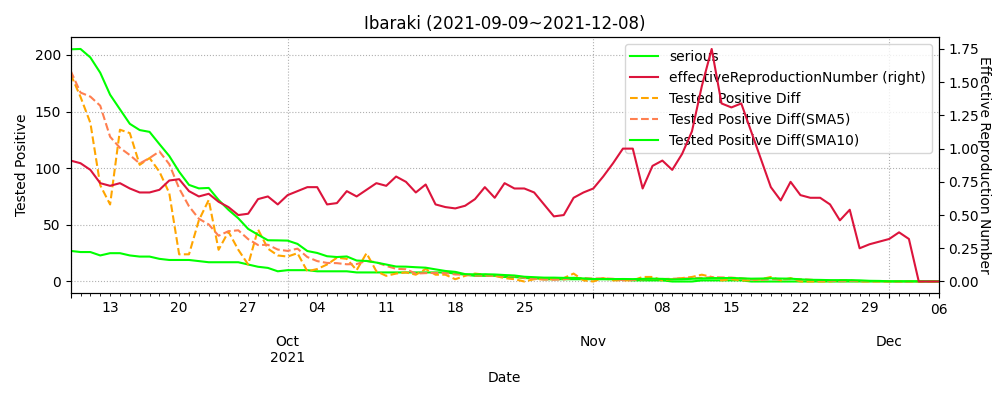 Ibaraki (2021-09-09~2021-12-08)
200
150
100
50
0
Tested Positive
1.75
1.50
1.25
1.00
0.75
0.50
0.25
0.00
Effective Reproduction Number
serious
effectiveReproductionNumber (right)
Tested Positive Diff
Tested Positive Diff(SMA5)
Tested Positive Diff(SMA10)
13 20 27 04 11 18 25 08 15 22 29 06
Oct Nov Dec
2021
Date